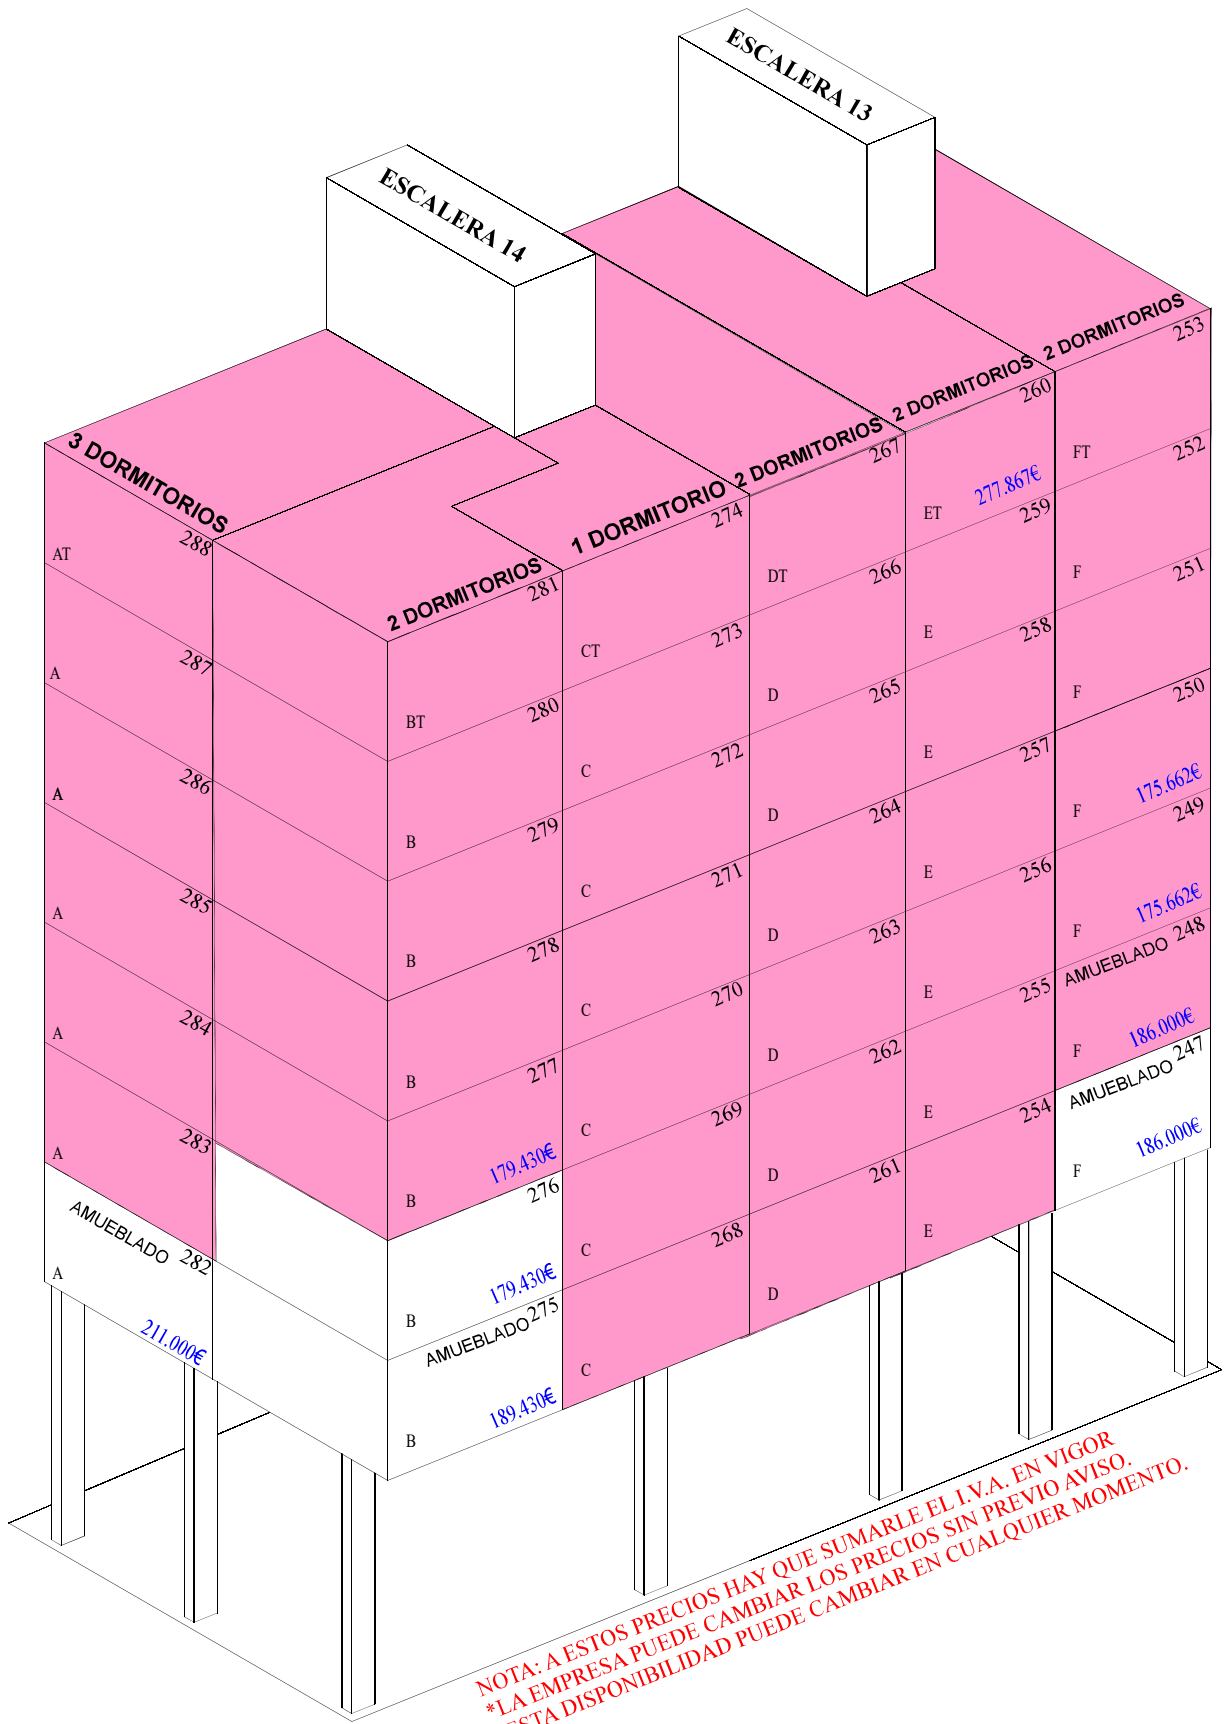 ESCALERA 13
ESCALERA 14
3 DORMITORIOS
2 DORMITORIOS
1 DORMITORIO
2 DORMITORIOS
2 DORMITORIOS
2 DORMITORIOS
288
AT
287
A
286
A
285
A
284
A
283
A
AMUEBLADO 282
A
211.000€
281
BT
280
B
279
B
278
B
277
B 179.430€
276
B 179.430€
AMUEBLADO 275
B 189.430€
274
CT
273
C
272
C
271
C
270
C
269
C
268
C
267
DT
266
D
265
D
264
D
263
D
262
D
261
D
260
ET 277.867€
259
E
258
E
257
E
256
E
255
E
254
E
253
FT
252
F
251
F
250
F 175.662€
249
F 175.662€
AMUEBLADO 248
F 186.000€
AMUEBLADO 247
F 186.000€
NOTA: A ESTOS PRECIOS HAY QUE SUMARLE EL I.V.A. EN VIGOR
*LA EMPRESA PUEDE CAMBIAR LOS PRECIOS SIN PREVIO AVISO.
ESTA DISPONIBILIDAD PUEDE CAMBIAR EN CUALQUIER MOMENTO.